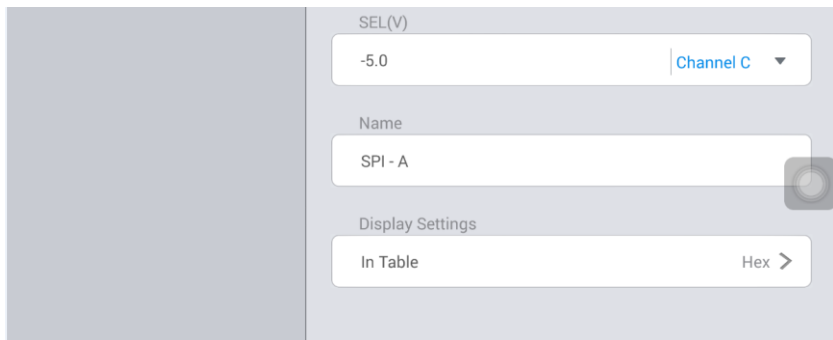 SEL(V)
-5.0 Channel C
Name
SPI - A
Display Settings
In Table Hex